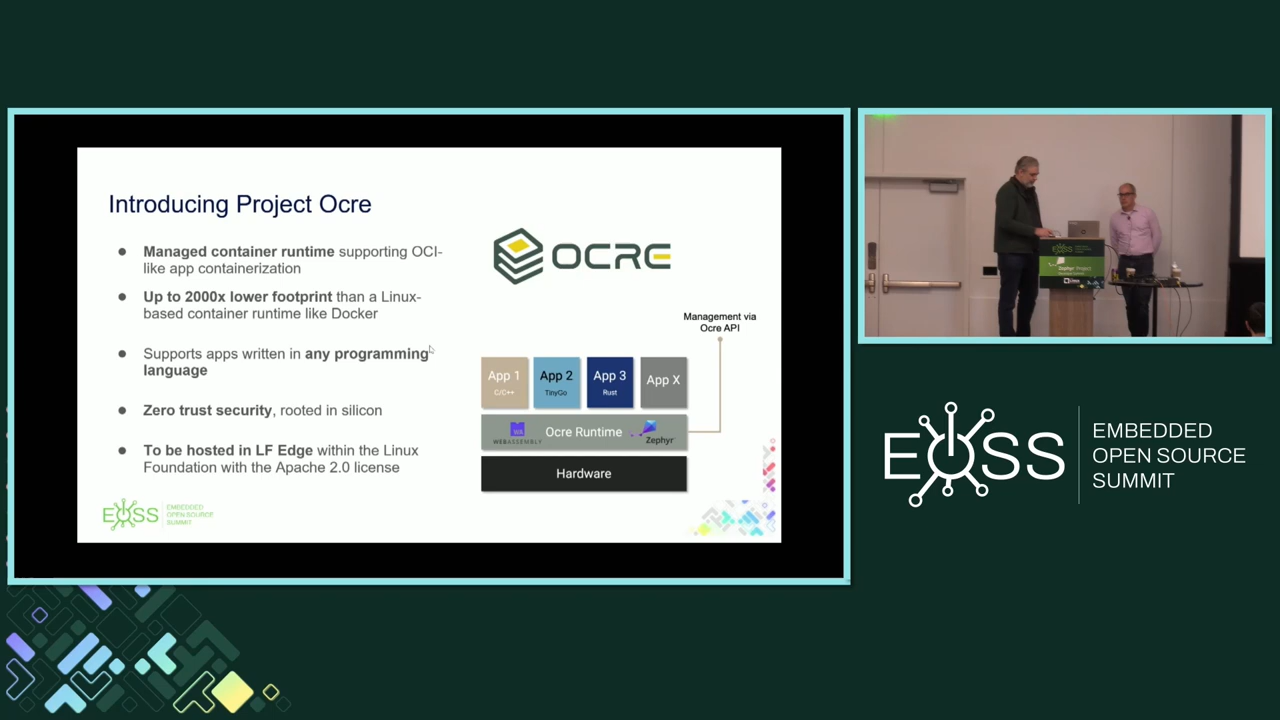 Introducing Project Ocre
● Managed container runtime supporting OCI-
like app containerization
● Up to 2000x lower footprint than a Linux-
based container runtime like Docker
● Supports apps written in any programming
language
● Zero trust security, rooted in silicon
● To be hosted in LF Edge within the Linux
Foundation with the Apache 2.0 license
EOSS
EMBEDDED
OPEN SOURCE
SUMMIT
OCRE
Management via
Ocre API
App 1
C/C++
App 2
TinyGo
App 3
Rust
App X
WEBASSEMBLY
Ocre Runtime
Zephyr
Hardware
EOSS
Zephyr Project
EOSS
EMBEDDED
OPEN SOURCE
SUMMIT